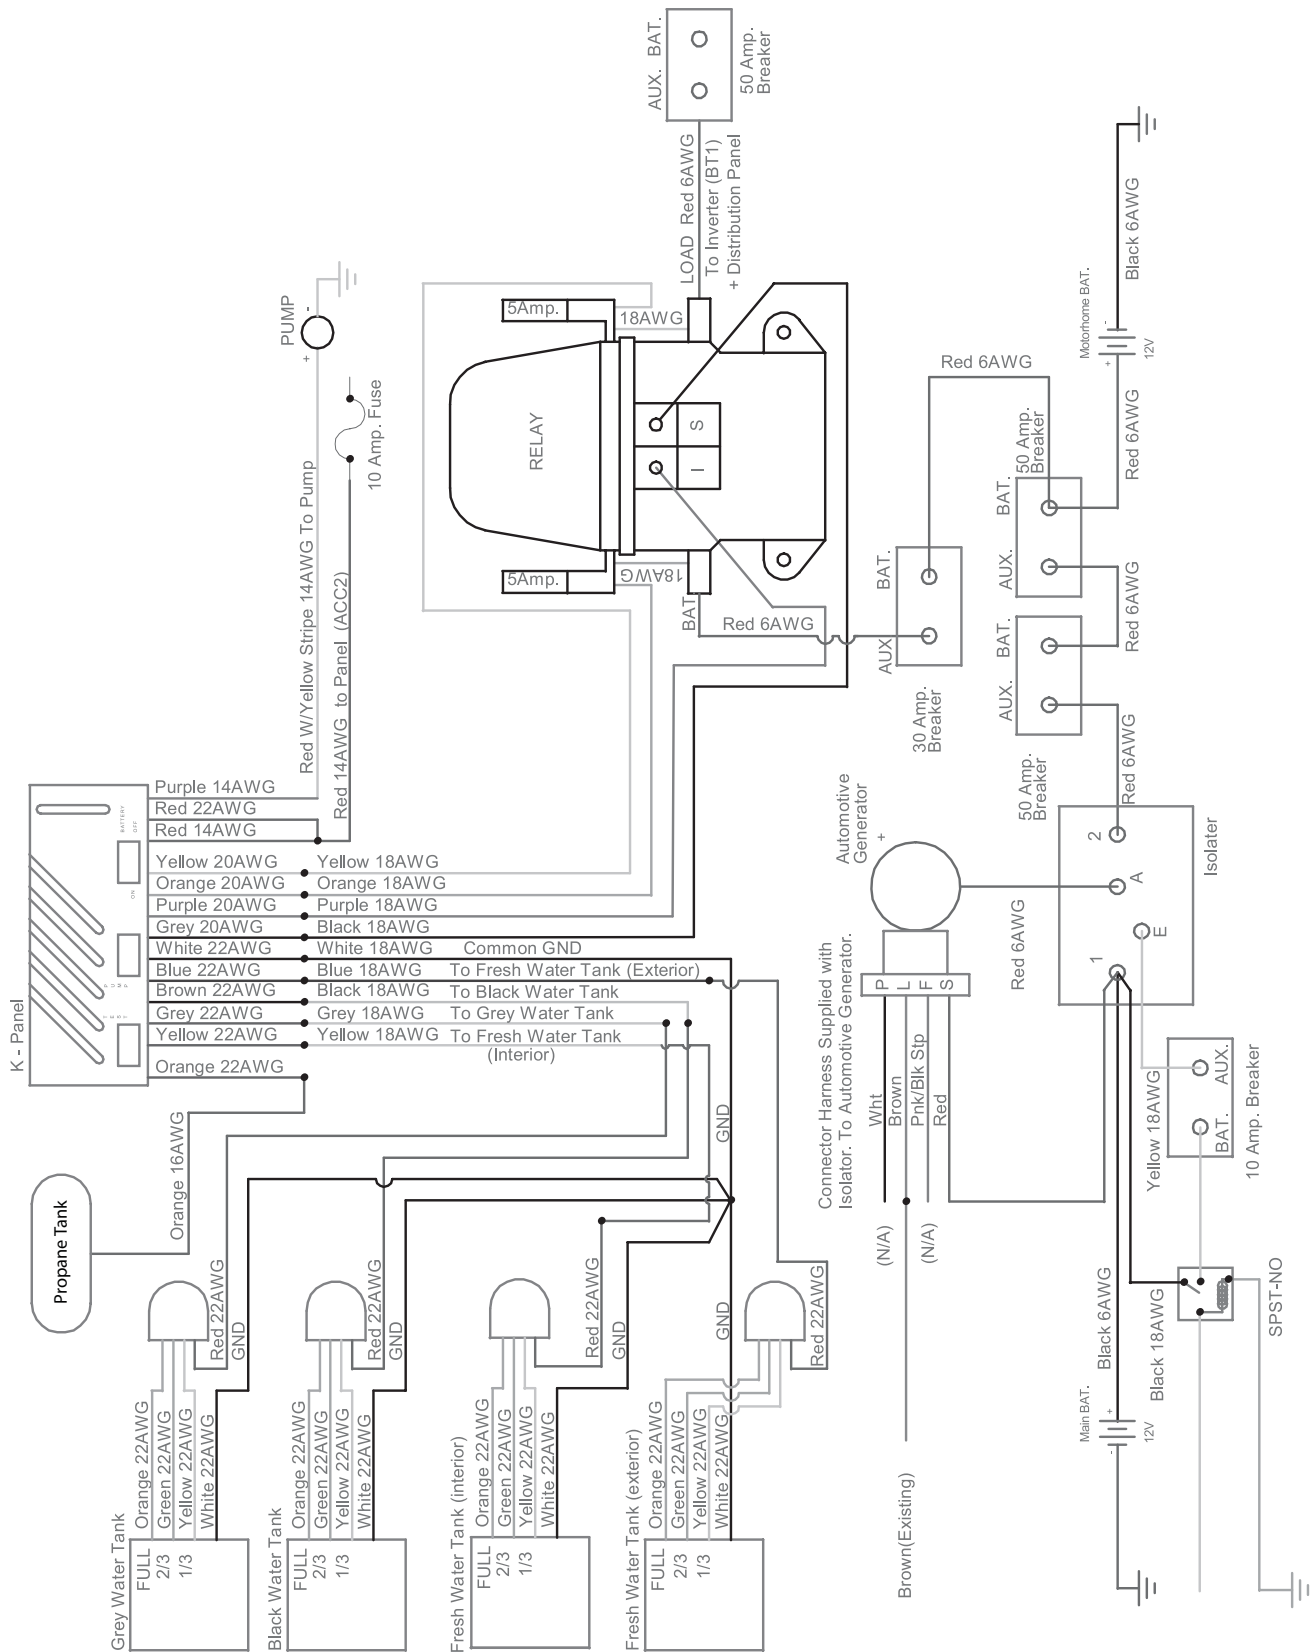 AUX. BAT.
50 Amp.
Breaker
LOAD Red 6AWG
To Inverter (BT1)
+ Distribution Panel
PUMP
+ -
10 Amp. Fuse
Red W/Yellow Stripe 14AWG To Pump
Red 14AWG to Panel (ACC2)
5Amp.
18AWG
RELAY
S
I
5Amp.
18AWG
BAT
Red 6AWG
AUX BAT.
30 Amp.
Breaker
Red 6AWG
Black 6AWG
Motorhome BAT.
+ -
12V
Red 6AWG
50 Amp.
Breaker
AUX. BAT.
Red 6AWG
AUX. BAT.
50 Amp.
Breaker
Red 6AWG
K - Panel
BATTERY
OFF
ON
PUMP
TEST
Purple 14AWG
Red 22AWG
Red 14AWG
Yellow 20AWG Yellow 18AWG
Orange 20AWG Orange 18AWG
Purple 20AWG Purple 18AWG
Grey 20AWG Black 18AWG
White 22AWG White 18AWG Common GND
Blue 22AWG Blue 18AWG To Fresh Water Tank (Exterior)
Brown 22AWG Black 18AWG To Black Water Tank
Grey 22AWG Grey 18AWG To Grey Water Tank
Yellow 22AWG Yellow 18AWG To Fresh Water Tank
(Interior)
Orange 22AWG
Orange 16AWG
Propane Tank
Automotive
Generator
+
P L F S
Connector Harness Supplied with
Isolator. To Automotive Generator.
Wht
Brown
Pnk/Blk Stp
Red
(N/A)
(N/A)
Brown(Existing)
Red 6AWG
Isolater
1 E A 2
Yellow 18AWG
BAT. AUX.
10 Amp. Breaker
SPST-NO
Black 6AWG
Black 18AWG
Main BAT.
- +
12V
GND
Grey Water Tank
FULL
2/3
1/3
Orange 22AWG
Green 22AWG
Yellow 22AWG
White 22AWG
Red 22AWG
GND
Black Water Tank
FULL
2/3
1/3
Orange 22AWG
Green 22AWG
Yellow 22AWG
White 22AWG
Red 22AWG
GND
Fresh Water Tank (interior)
FULL
2/3
1/3
Orange 22AWG
Green 22AWG
Yellow 22AWG
White 22AWG
Red 22AWG
GND
Fresh Water Tank (exterior)
FULL
2/3
1/3
Orange 22AWG
Green 22AWG
Yellow 22AWG
White 22AWG
GND
Red 22AWG